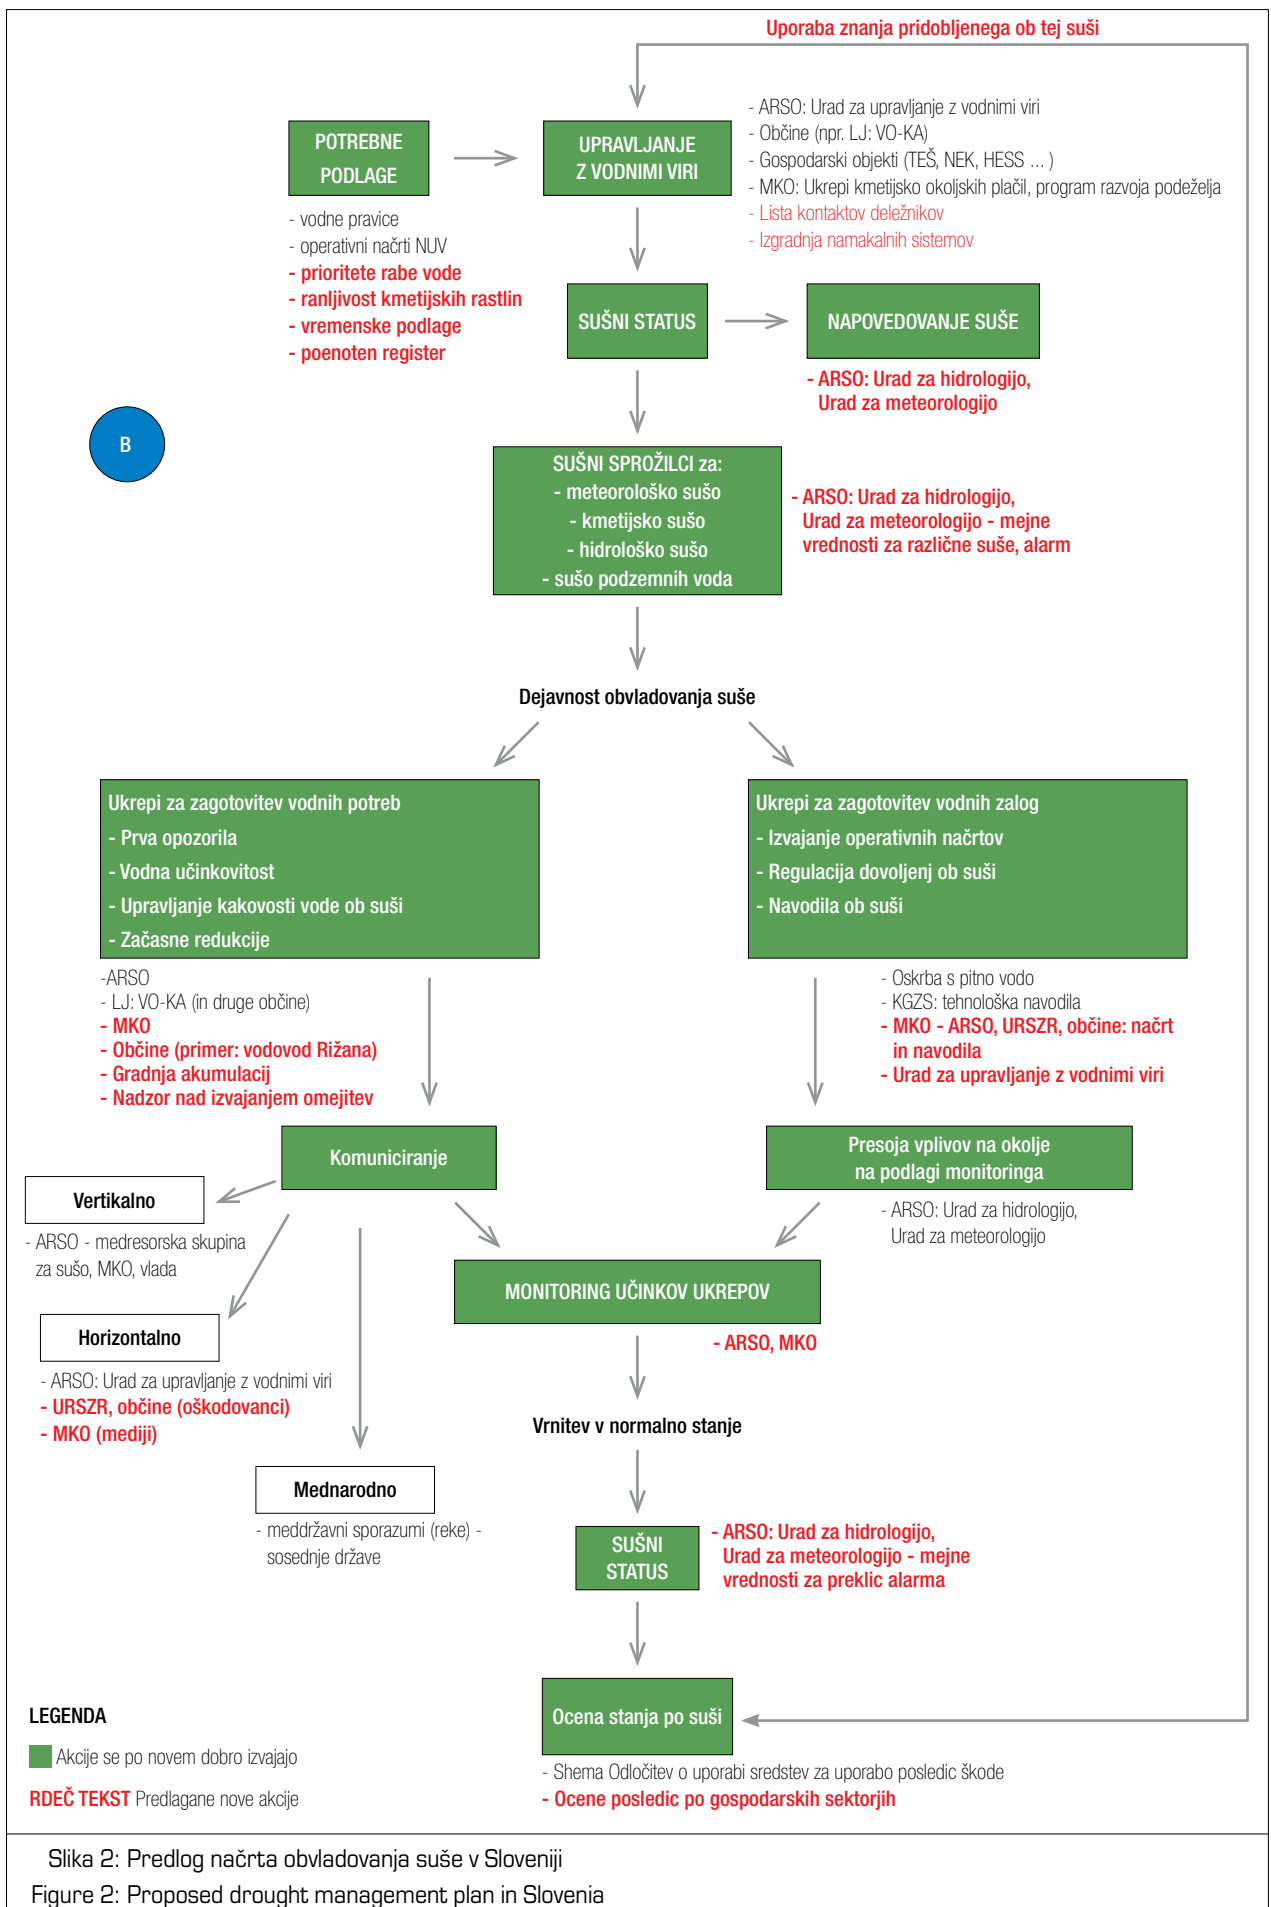 Uporaba znanja pridobljenega ob tej suši
POTREBNE
PODLAGE
- vodne pravice
- operativni načrti NUV
- prioritete rabe vode
- ranljivost kmetijskih rastlin
- vremenske podlage
- poenoten register
UPRAVLJANJE
Z VODNIMI VIRI
- ARSO: Urad za upravljanje z vodnimi viri
- Občine (npr. LJ: VO-KA)
- Gospodarski objekti (TEŠ, NEK, HESS ... )
- MKO: Ukrepi kmetijsko okoljskih plačil, program razvoja podeželja
- Lista kontaktov deležnikov
- Izgradnja namakalnih sistemov
SUŠNI STATUS
NAPOVEDOVANJE SUŠE
- ARSO: Urad za hidrologijo,
Urad za meteorologijo
B
SUŠNI SPROŽILCI za:
- meteorološko sušo
- kmetijsko sušo
- hidrološko sušo
- sušo podzemnih voda
- ARSO: Urad za hidrologijo,
Urad za meteorologijo - mejne
vrednosti za različne suše, alarm
Dejavnost obvladovanja suše
Ukrepi za zagotovitev vodnih potreb
- Prva opozorila
- Vodna učinkovitost
- Upravljanje kakovosti vode ob suši
- Začasne redukcije
-ARSO
- LJ: VO-KA (in druge občine)
- MKO
- Občine (primer: vodovod Rižana)
- Gradnja akumulacij
- Nadzor nad izvajanjem omejitev
Ukrepi za zagotovitev vodnih zalog
- Izvajanje operativnih načrtov
- Regulacija dovoljenj ob suši
- Navodila ob suši
- Oskrba s pitno vodo
- KGZS: tehnološka navodila
- MKO - ARSO, URSZR, občine: načrt
in navodila
- Urad za upravljanje z vodnimi viri
Komuniciranje
Presoja vplivov na okolje
na podlagi monitoringa
- ARSO: Urad za hidrologijo,
Urad za meteorologijo
Vertikalno
- ARSO - medresorska skupina
za sušo, MKO, vlada
Horizontalno
- ARSO: Urad za upravljanje z vodnimi viri
- URSZR, občine (oškodovanci)
- MKO (mediji)
Mednarodno
- meddržavni sporazumi (reke) -
sosednje države
MONITORING UČINKOV UKREPOV
- ARSO, MKO
Vrnitev v normalno stanje
SUŠNI
STATUS
- ARSO: Urad za hidrologijo,
Urad za meteorologijo - mejne
vrednosti za preklic alarma
Ocena stanja po suši
- Shema Odločitev o uporabi sredstev za uporabo posledic škode
- Ocene posledic po gospodarskih sektorjih
LEGENDA
Akcije se po novem dobro izvajajo
RDEČ TEKST Predlagane nove akcije
Slika 2: Predlog načrta obvladovanja suše v Sloveniji
Figure 2: Proposed drought management plan in Slovenia